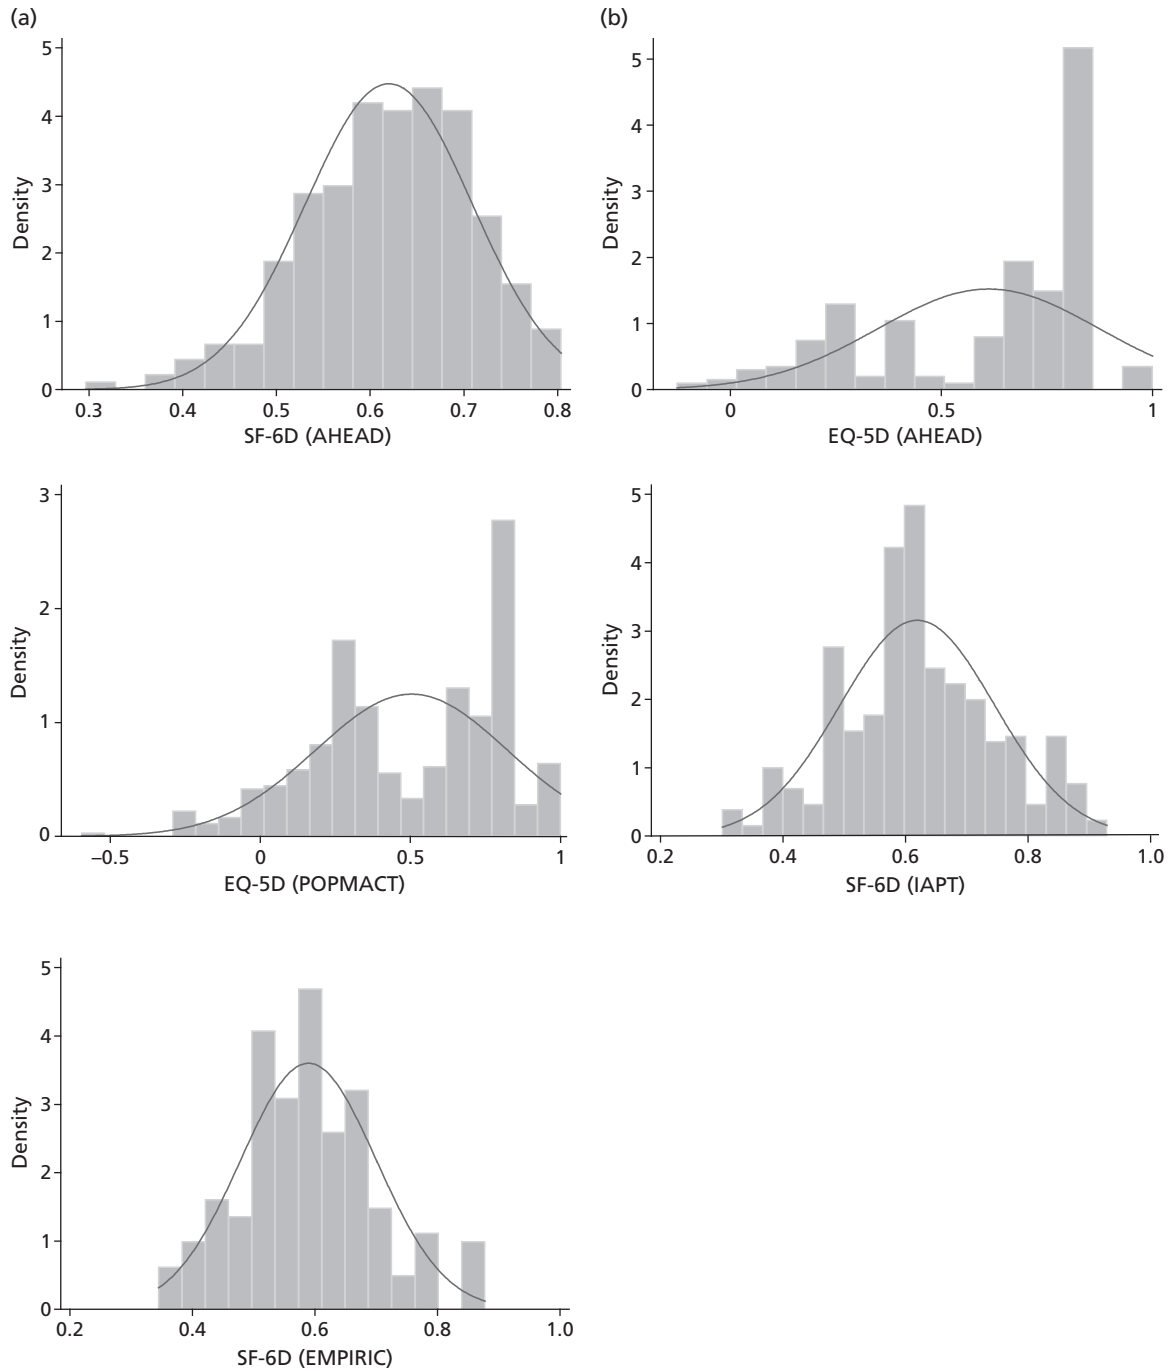 (a)
5
4
3
2
1
0
Density
0.3 0.4 0.5 0.6 0.7 0.8
SF-6D (AHEAD)
(b)
5
4
3
2
1
0
Density
0 0.5 1
EQ-5D (AHEAD)
3
2
1
0
Density
−0.5 0 0.5 1
EQ-5D (POPMACT)
5
4
3
2
1
0
Density
0.2 0.4 0.6 0.8 1.0
SF-6D (IAPT)
5
4
3
2
1
0
Density
0.2 0.4 0.6 0.8 1.0
SF-6D (EMPIRIC)